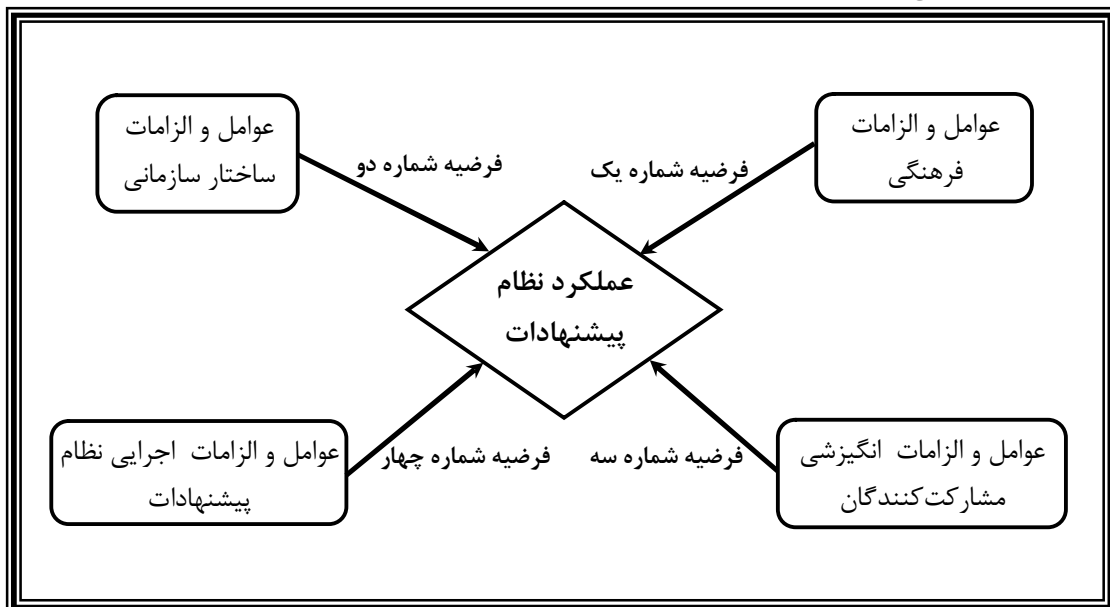 عوامل و الزامات
فرهنگی
عوامل و الزامات
ساختار سازمانی
فرضیه شماره یک
فرضیه شماره دو
عملکرد نظام
پیشنهادات
عوامل و الزامات انگیزشی
مشارکت‌کنندگان
فرضیه شماره سه
فرضیه شماره چهار
عوامل و الزامات اجرایی نظام
پیشنهادات